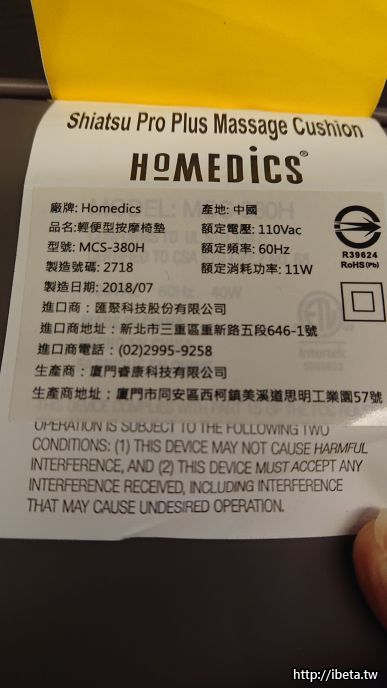 Shiatsu Pro Plus Massage Cushion
HoMEDiCS®
廠牌: Homedics 產地: 中國
品名: 輕便型按摩椅墊 額定電壓: 110Vac
型號: MCS-380H 額定頻率: 60Hz
製造號碼: 2718 額定消耗功率: 11W
製造日期: 2018/07
進口商：匯聚科技股份有限公司
進口商地址：新北市三重區重新路五段646-1號
進口商電話：(02)2995-9258
生產商：廈門睿康科技有限公司
生產商地址：廈門市同安區西柯鎮美溪道思明工業園57號
R39624
RoHS(Pb)
Intertek
OPERATION IS SUBJECT TO THE FOLLOWING TWO
CONDITIONS: (1) THIS DEVICE MAY NOT CAUSE HARMFUL
INTERFERENCE, AND (2) THIS DEVICE MUST ACCEPT ANY
INTERFERENCE RECEIVED, INCLUDING INTERFERENCE
THAT MAY CAUSE UNDESIRED OPERATION.
http://ibeta.tw